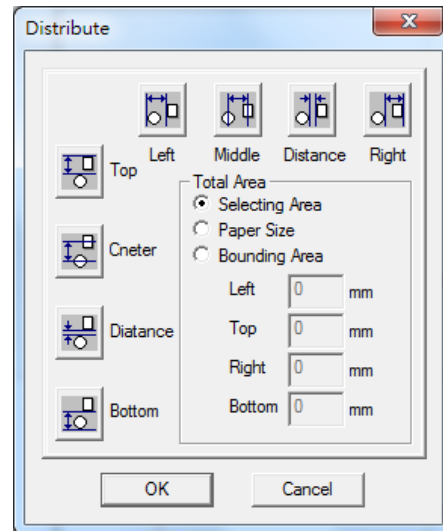 Distribute
Left Middle Distance Right
Top
Total Area
Selecting Area
Cneter
Paper Size
Bounding Area
Left 0 mm
Diatance
Top 0 mm
Right 0 mm
Bottom
Bottom 0 mm
OK Cancel